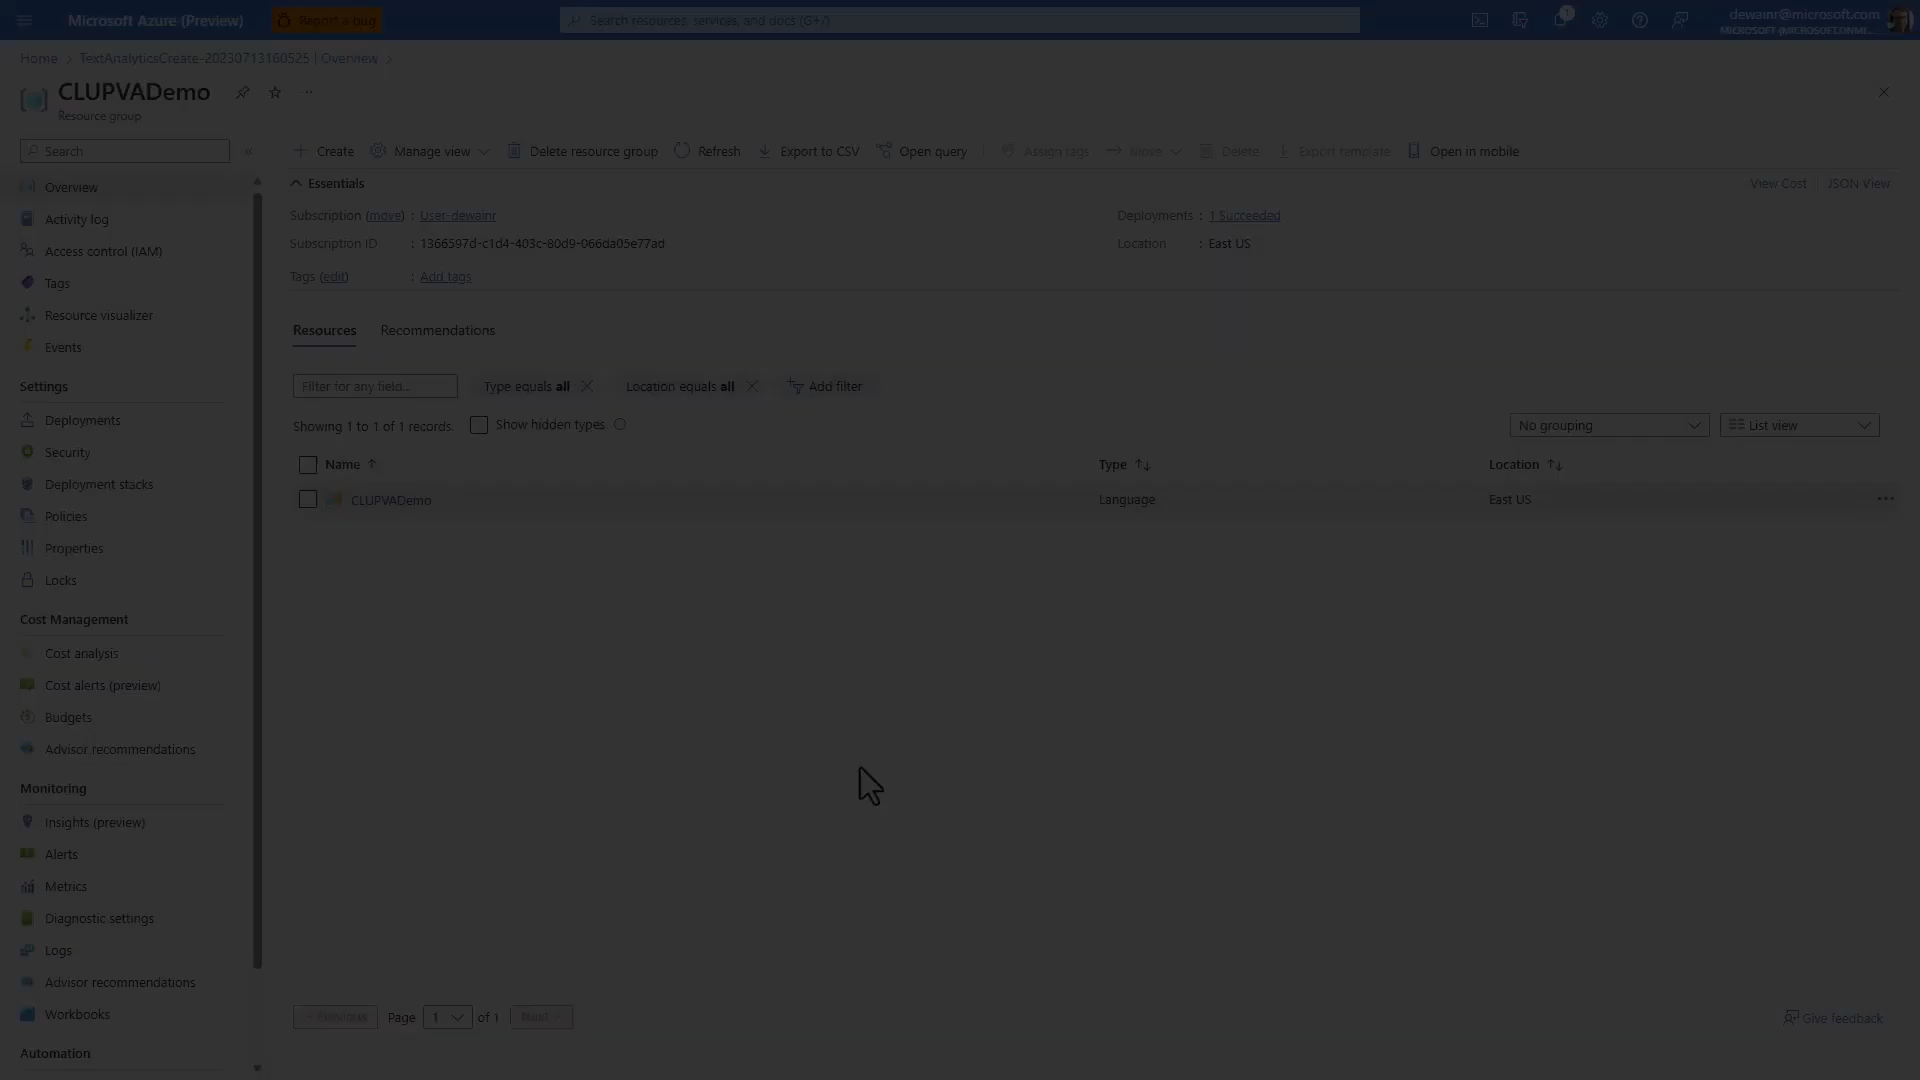 Microsoft Azure (Preview)
Report a bug
Search resources, services, and docs (G+/)
1
dewainr@microsoft.com
Home
TextAnalyticsCreate-20230713160525 | Overview
CLUPVADemo
Resource group
Search
Create
Manage view
Delete resource group
Refresh
Export to CSV
Open query
Assign tags
Move
Delete
Export template
Open in mobile
Overview
Activity log
Access control (IAM)
Tags
Resource visualizer
Events
Settings
Deployments
Security
Deployment stacks
Policies
Properties
Locks
Cost Management
Cost analysis
Cost alerts (preview)
Budgets
Advisor recommendations
Monitoring
Insights (preview)
Alerts
Metrics
Diagnostic settings
Logs
Advisor recommendations
Workbooks
Automation
Essentials
View Cost
JSON View
Subscription (move) : User-dewainr
Deployments : 1 Succeeded
Subscription ID : 1366597d-c1d4-403c-80d9-066da05e77ad
Location : East US
Tags (edit) : Add tags
Resources
Recommendations
Filter for any field...
Type equals all
Location equals all
Add filter
Showing 1 to 1 of 1 records.
Show hidden types
No grouping
List view
Name
Type
Location
CLUPVADemo
Language
East US
< Previous
Page 1 of 1
Next >
Give feedback